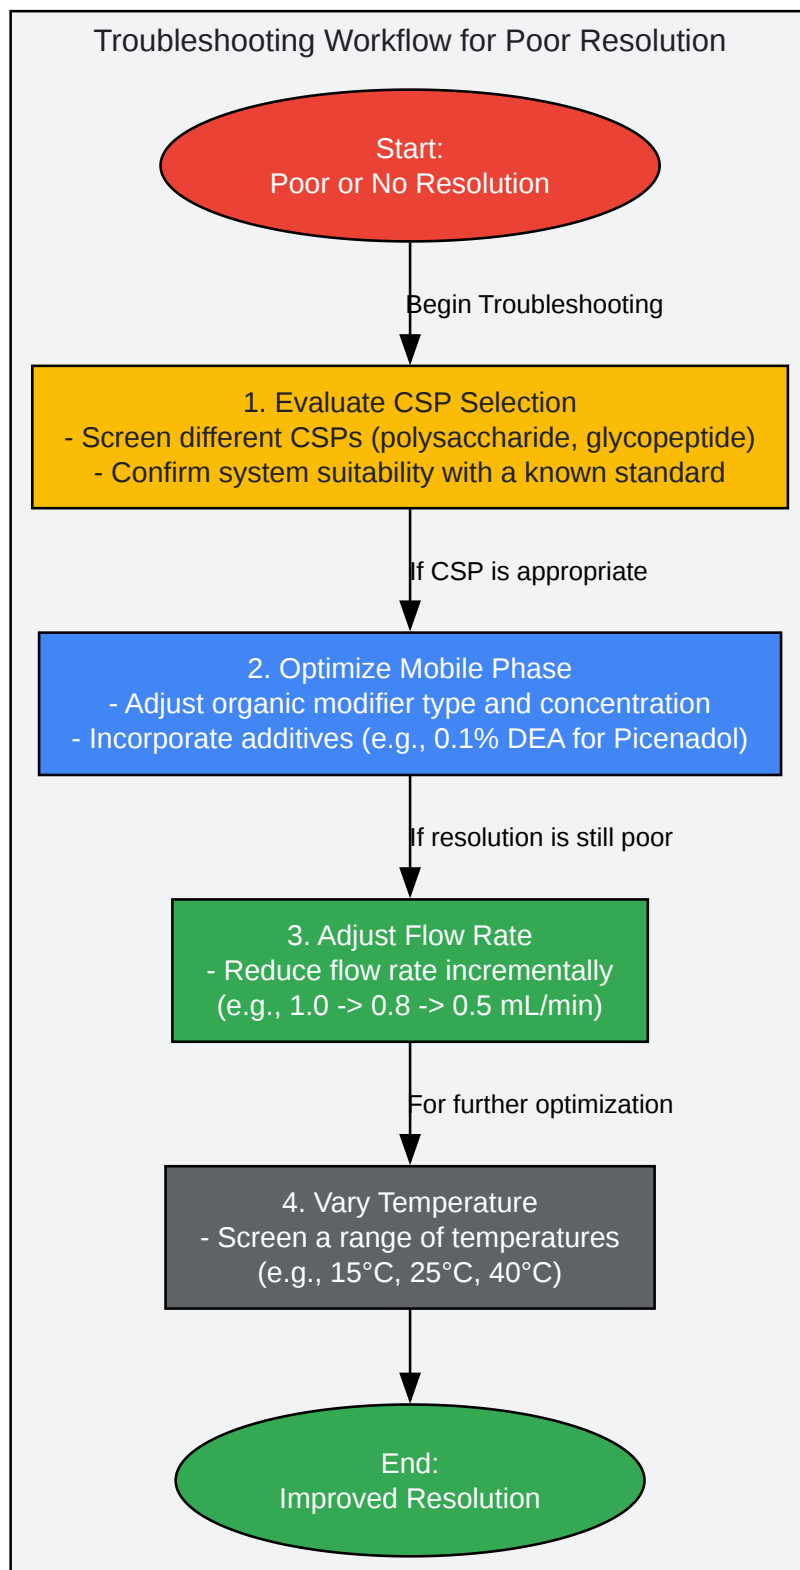 Troubleshooting Workflow for Poor Resolution
Start:
Poor or No Resolution
Begin Troubleshooting
1. Evaluate CSP Selection
- Screen different CSPs (polysaccharide, glycopeptide)
- Confirm system suitability with a known standard
If CSP is appropriate
2. Optimize Mobile Phase
- Adjust organic modifier type and concentration
- Incorporate additives (e.g., 0.1% DEA for Picenadol)
If resolution is still poor
3. Adjust Flow Rate
- Reduce flow rate incrementally
(e.g., 1.0 -> 0.8 -> 0.5 mL/min)
For further optimization
4. Vary Temperature
- Screen a range of temperatures
(e.g., 15°C, 25°C, 40°C)
End:
Improved Resolution